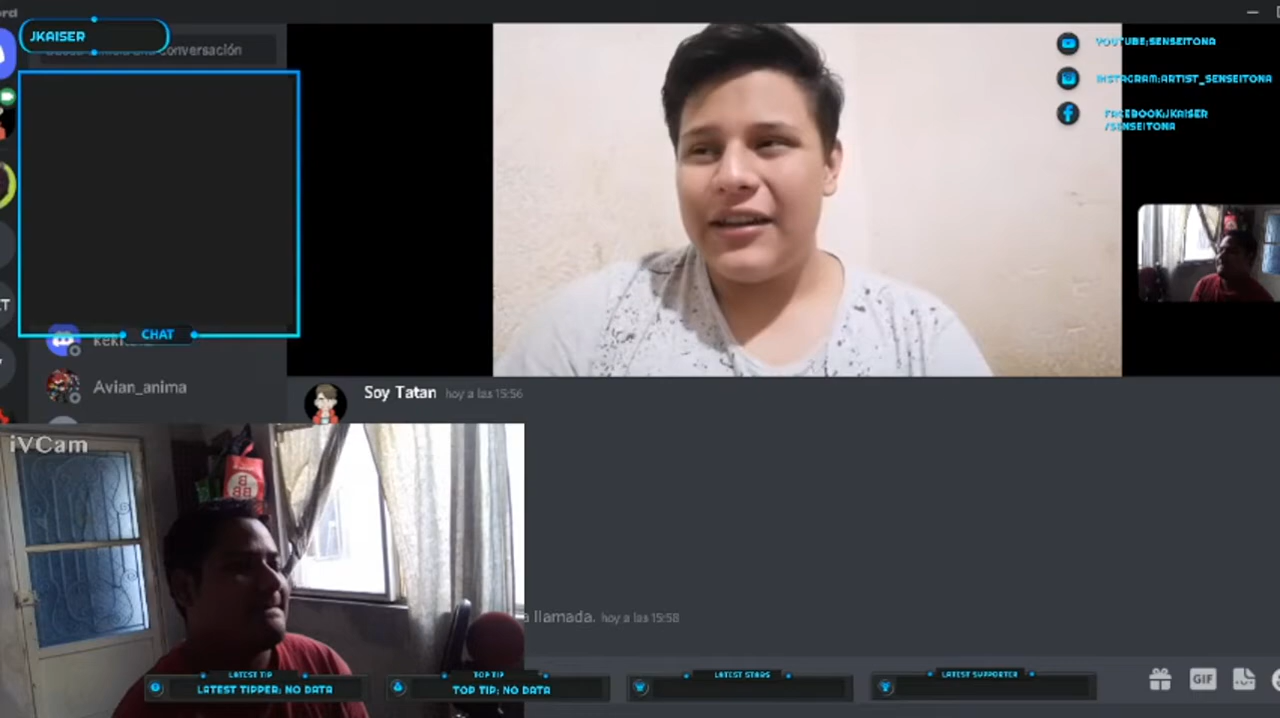 ord
JKAISER
conversación
YOUTUBE:SENSEITONA
INSTAGRAM:ARTIST_SENSEITONA
FACEBOOK:JKAISER
/SENSEITONA
CHAT
Avian_anima
Soy Tatan hoy a las 15:56
iVCam
a llamada. hoy a las 15:58
LATEST TIP
LATEST TIPPER: NO DATA
TOP TIP
TOP TIP: NO DATA
LATEST STARS
LATEST SUPPORTER
GIF